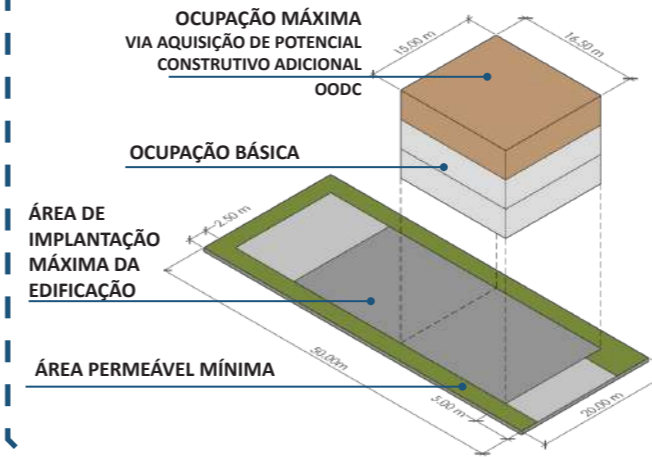 OCUPAÇÃO MÁXIMA
VIA AQUISIÇÃO DE POTENCIAL
CONSTRUTIVO ADICIONAL
OODC
15.00 m
16.50 m
OCUPAÇÃO BÁSICA
ÁREA DE
IMPLANTAÇÃO
MÁXIMA DA
EDIFICAÇÃO
2.50 m
ÁREA PERMEÁVEL MÍNIMA
50.00m
5.00 m
20.00 m